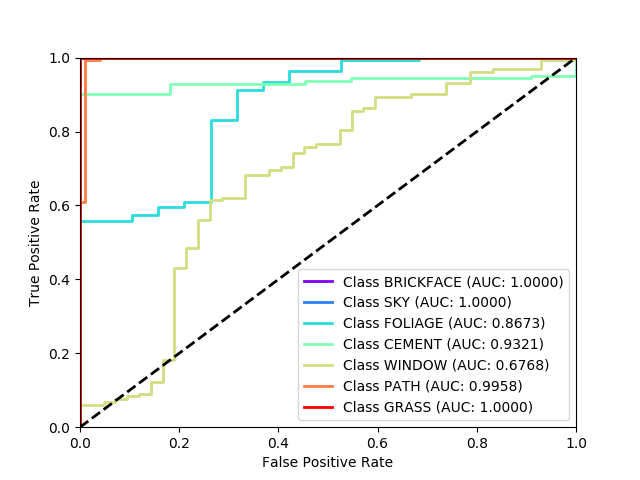 1.0
0.8
0.6
0.4
0.2
0.0
True Positive Rate
Class BRICKFACE (AUC: 1.0000)
Class SKY (AUC: 1.0000)
Class FOLIAGE (AUC: 0.8673)
Class CEMENT (AUC: 0.9321)
Class WINDOW (AUC: 0.6768)
Class PATH (AUC: 0.9958)
Class GRASS (AUC: 1.0000)
0.0 0.2 0.4 0.6 0.8 1.0
False Positive Rate